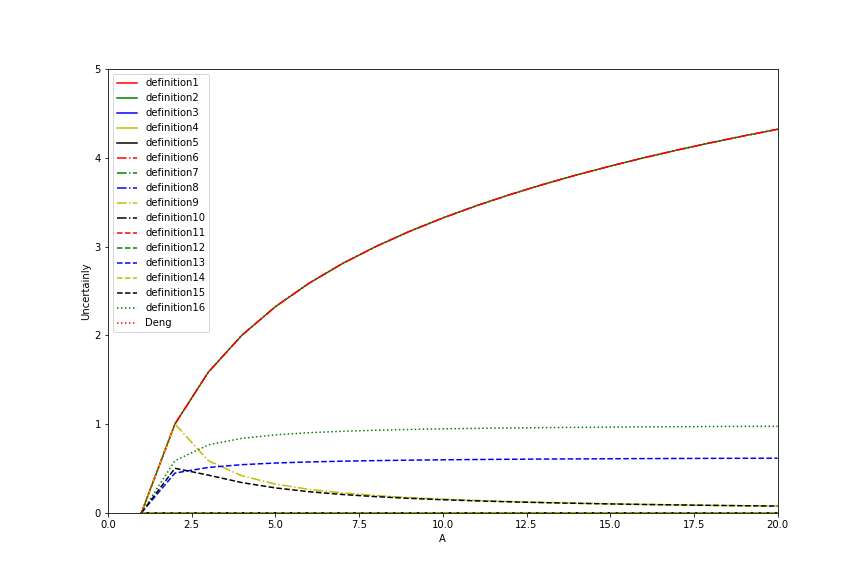 5
4
3
2
1
0
Uncertainly
definition1
definition2
definition3
definition4
definition5
definition6
definition7
definition8
definition9
definition10
definition11
definition12
definition13
definition14
definition15
definition16
Deng
0.0 2.5 5.0 7.5 10.0 12.5 15.0 17.5 20.0
A